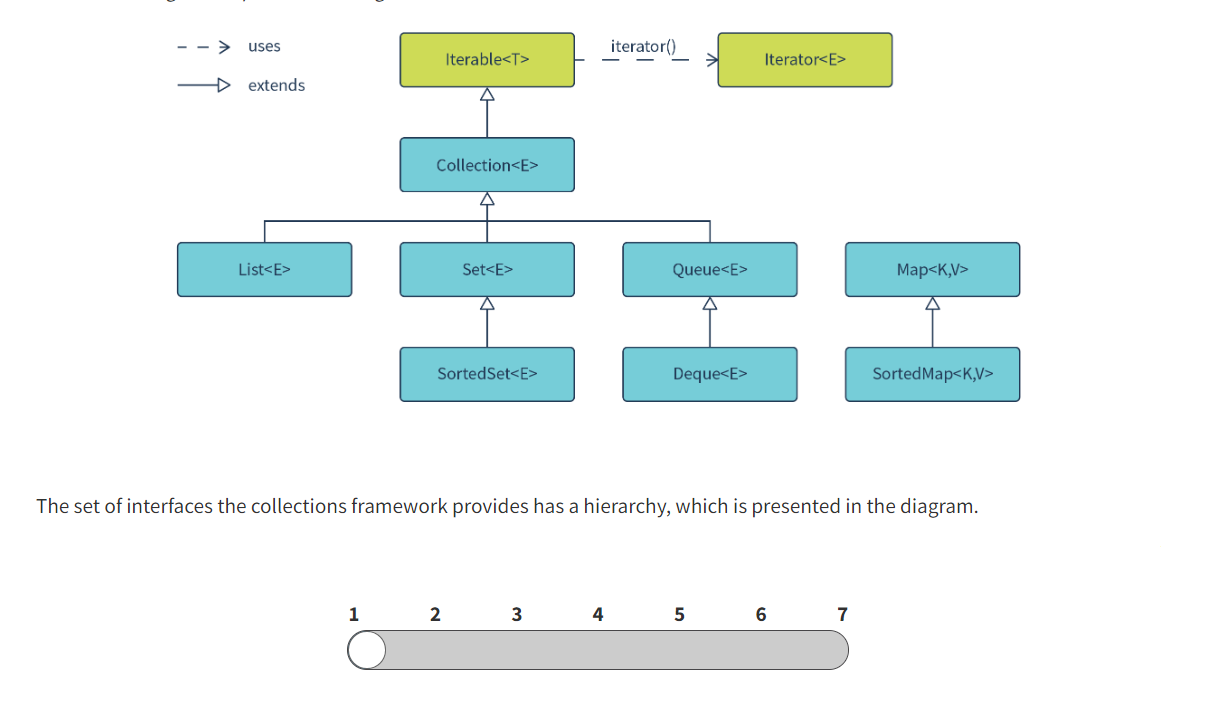 uses
extends
Iterable<T>
iterator()
Iterator<E>
Collection<E>
List<E>
Set<E>
Queue<E>
Map<K,V>
SortedSet<E>
Deque<E>
SortedMap<K,V>
The set of interfaces the collections framework provides has a hierarchy, which is presented in the diagram.
1 2 3 4 5 6 7